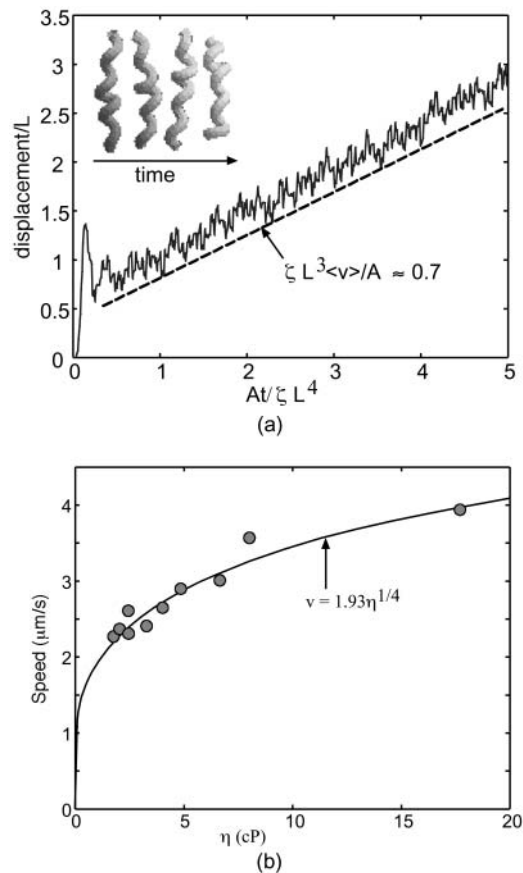 3.5
3
2.5
2
1.5
1
0.5
0
displacement/L
time
ζ L³<v>/A ≈ 0.7
0 1 2 3 4 5
At/ζ L⁴
(a)
4
3
2
1
0
Speed (μm/s)
v = 1.93η^1/4
0 5 10 15 20
η (cP)
(b)